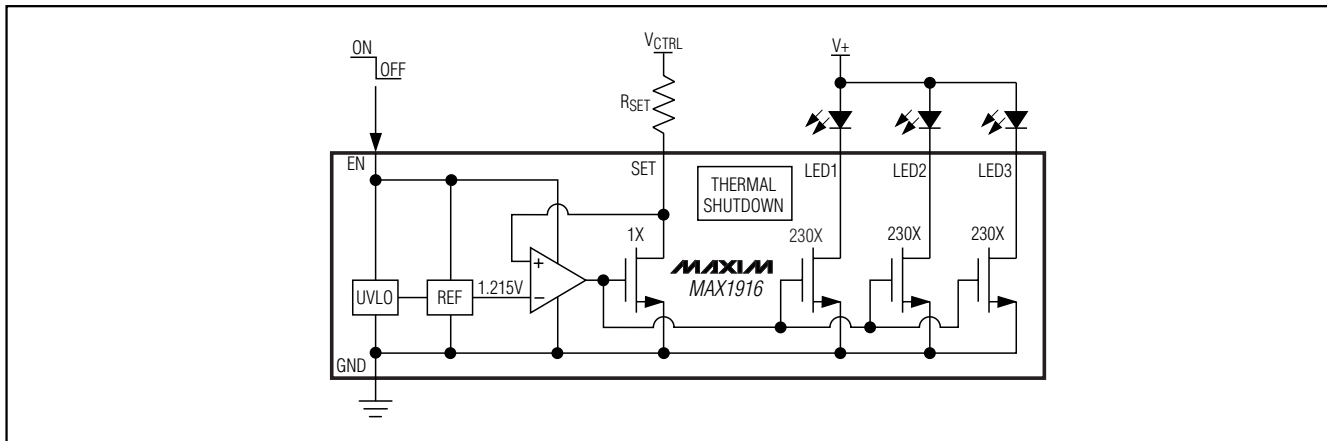 ON
OFF
VCTRL
V+
RSET
EN
SET
THERMAL
SHUTDOWN
LED1
LED2
LED3
1X
230X
230X
230X
MAXIM
MAX1916
+
−
UVLO
REF
1.215V
GND